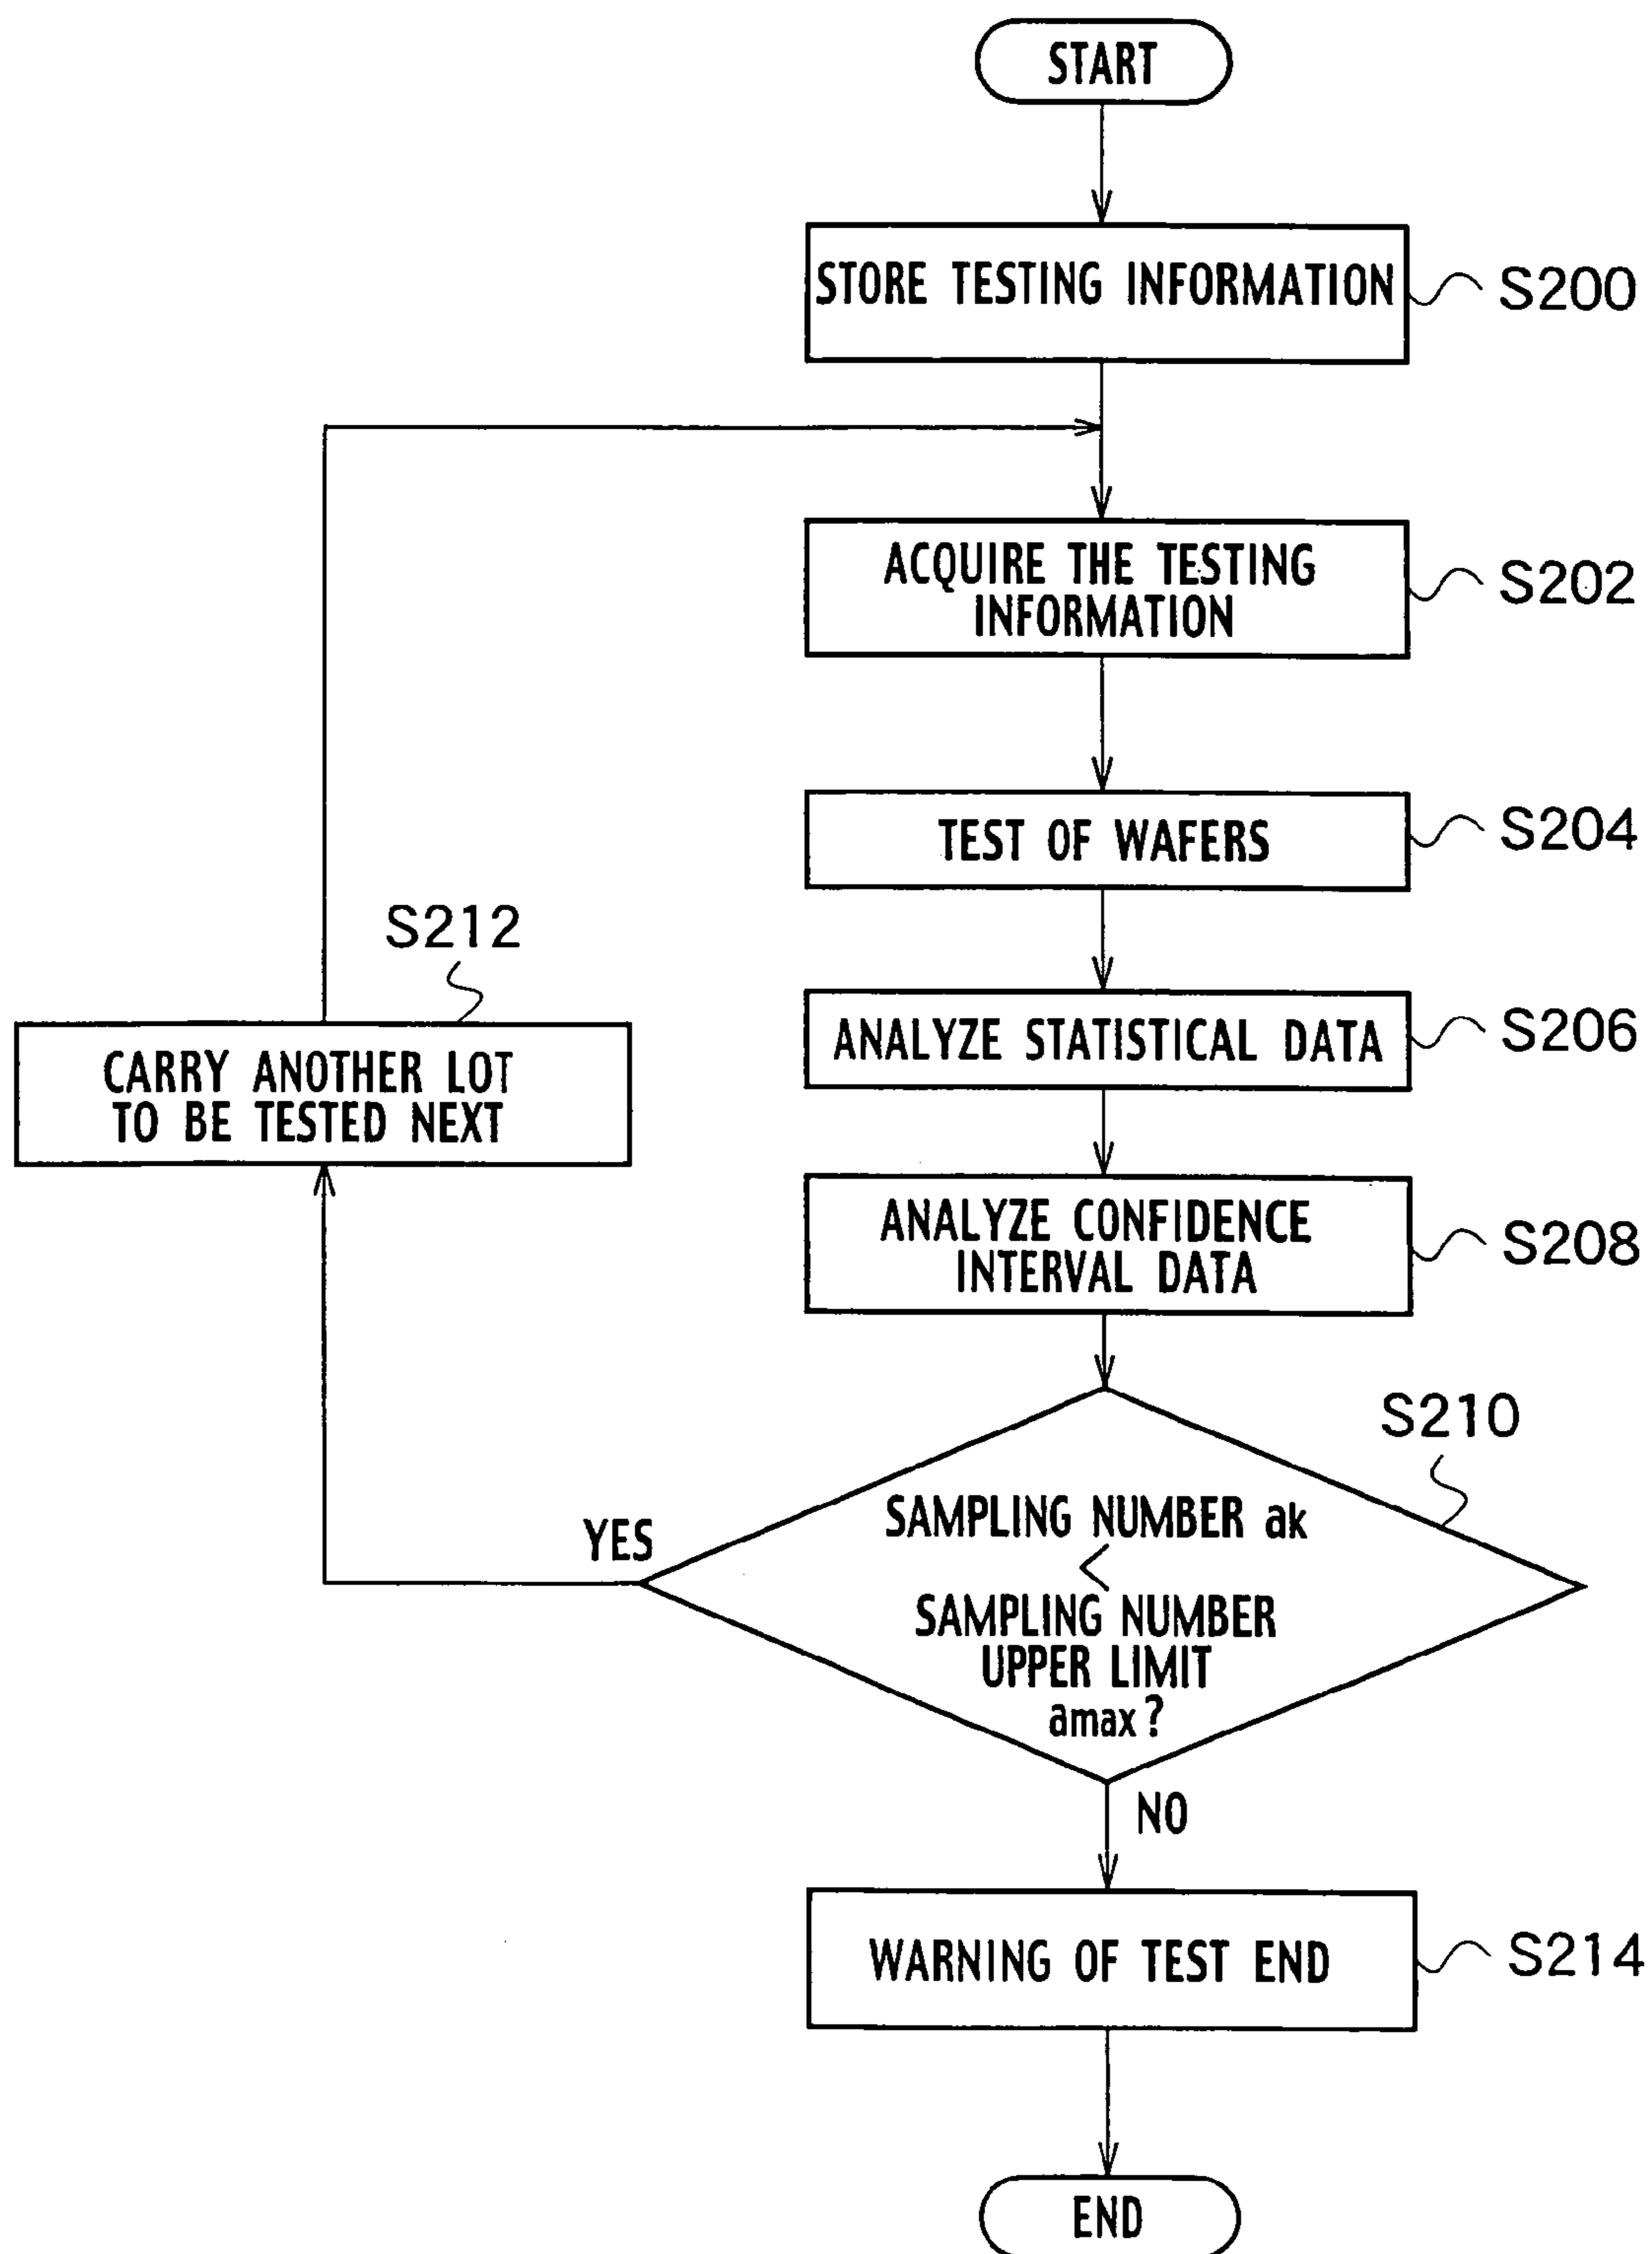 START
STORE TESTING INFORMATION
S200
ACQUIRE THE TESTING
INFORMATION
S202
TEST OF WAFERS
S204
S212
CARRY ANOTHER LOT
TO BE TESTED NEXT
ANALYZE STATISTICAL DATA
S206
ANALYZE CONFIDENCE
INTERVAL DATA
S208
S210
YES
SAMPLING NUMBER ak
<
SAMPLING NUMBER
UPPER LIMIT
amax?
NO
WARNING OF TEST END
S214
END